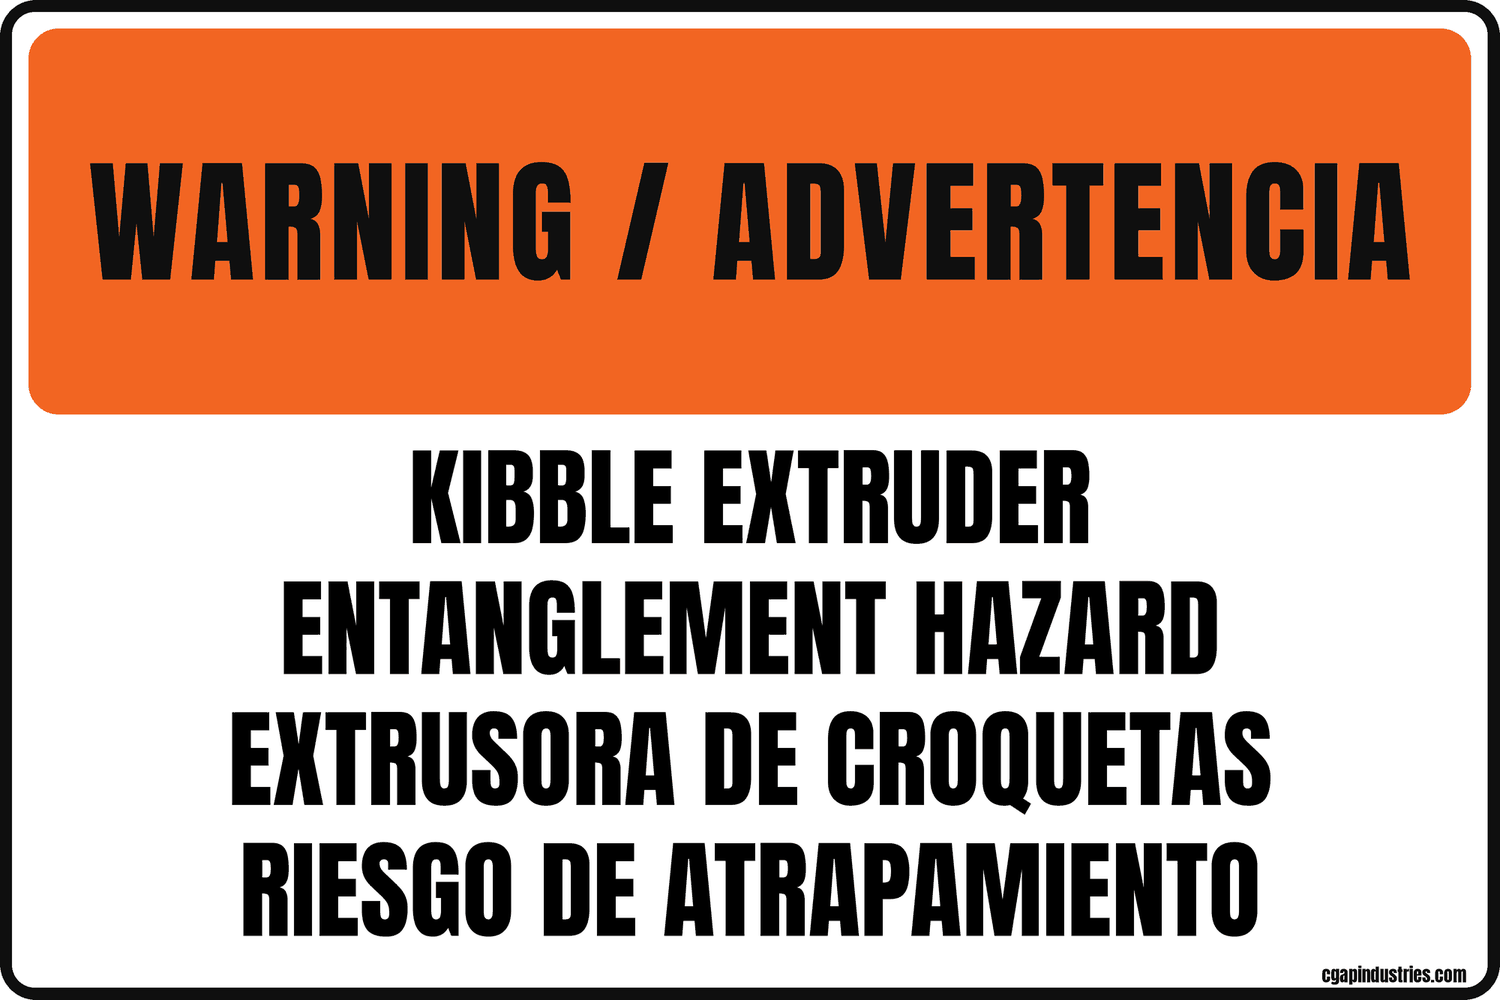 WARNING / ADVERTENCIA
KIBBLE EXTRUDER
ENTANGLEMENT HAZARD
EXTRUSORA DE CROQUETAS
RIESGO DE ATRAPAMIENTO
cgapindustries.com